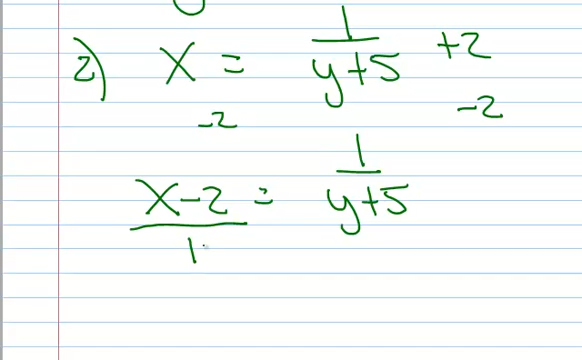 2) x = 1/(y+5) +2
-2 -2
(x-2)/1 = 1/(y+5)